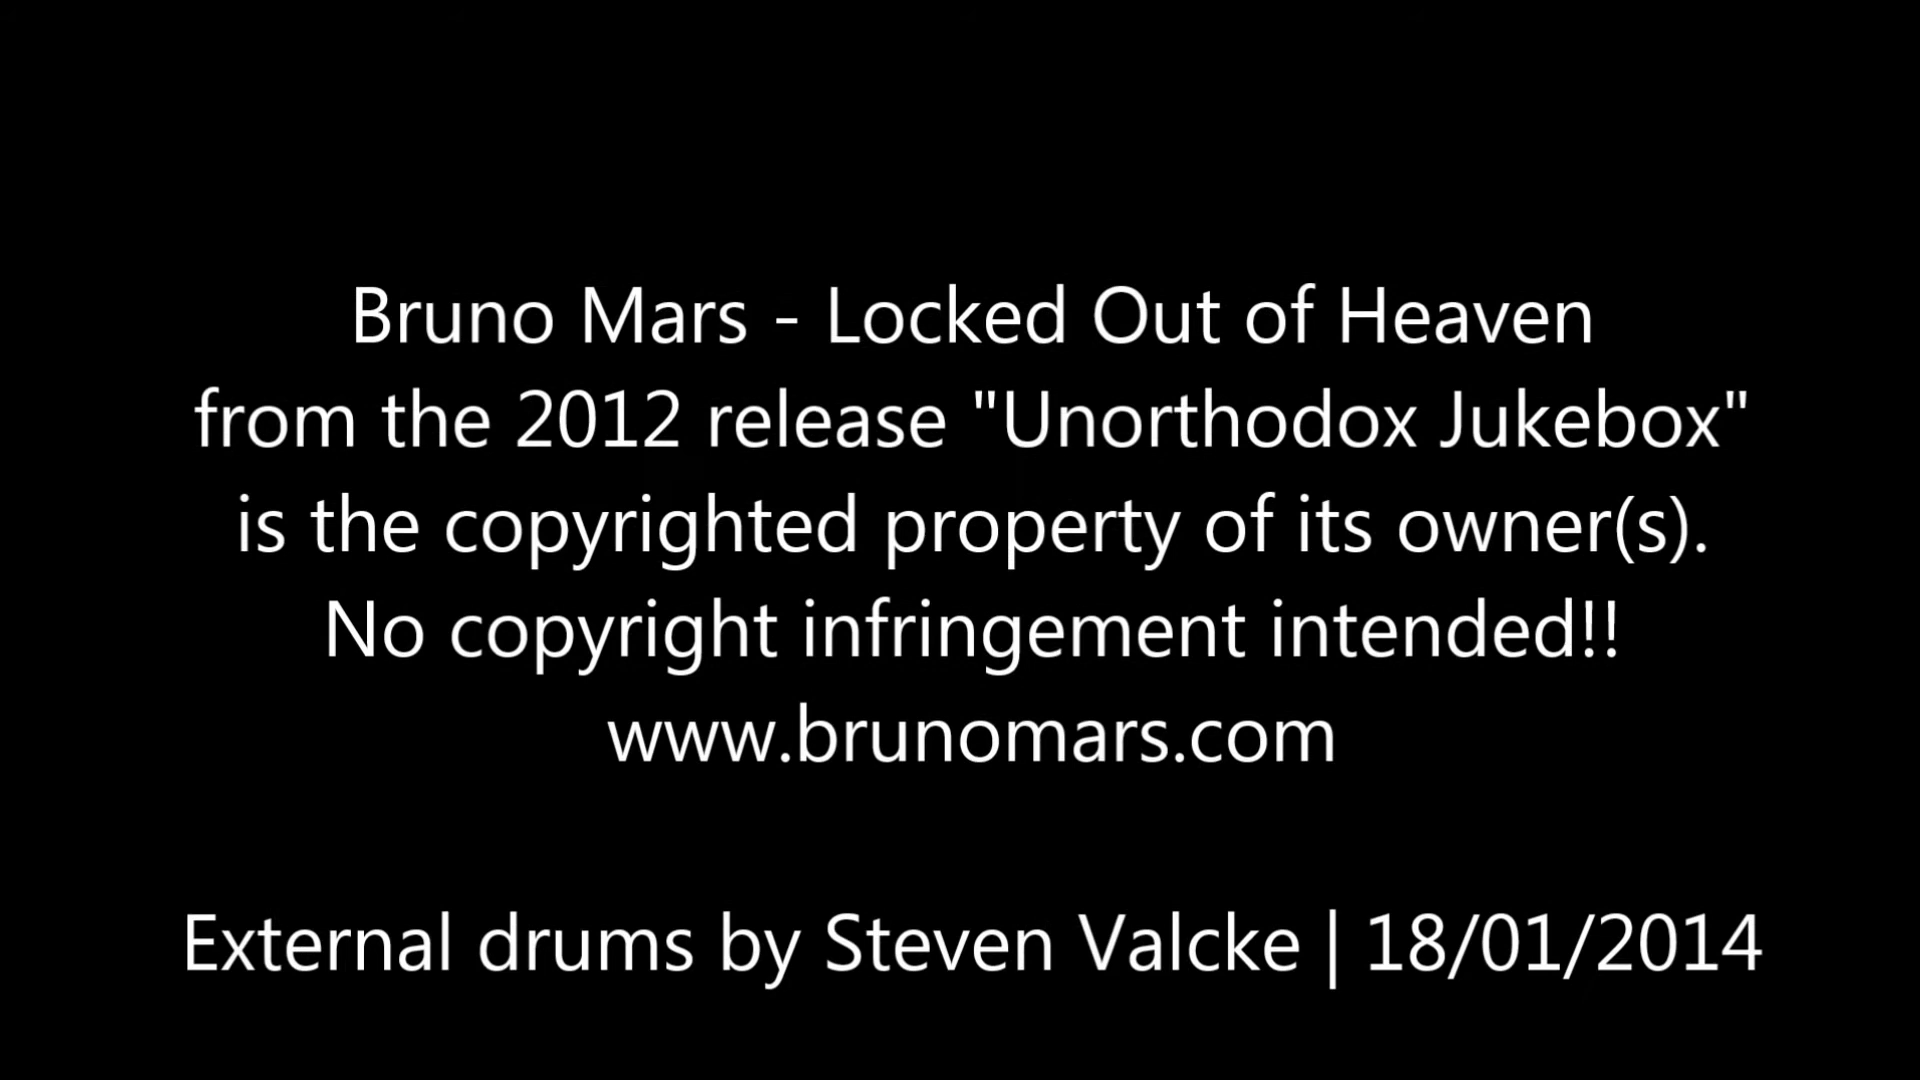 Bruno Mars - Locked Out of Heaven
from the 2012 release "Unorthodox Jukebox"
is the copyrighted property of its owner(s).
No copyright infringement intended!!
www.brunomars.com
External drums by Steven Valcke | 18/01/2014